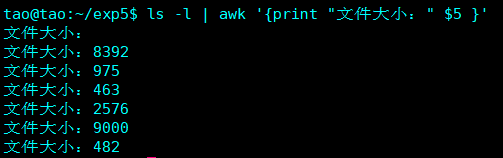 tao@tao:~/exp5$ ls -l | awk '{print "文件大小：" $5 }'
文件大小：
文件大小：8392
文件大小：975
文件大小：463
文件大小：2576
文件大小：9000
文件大小：482